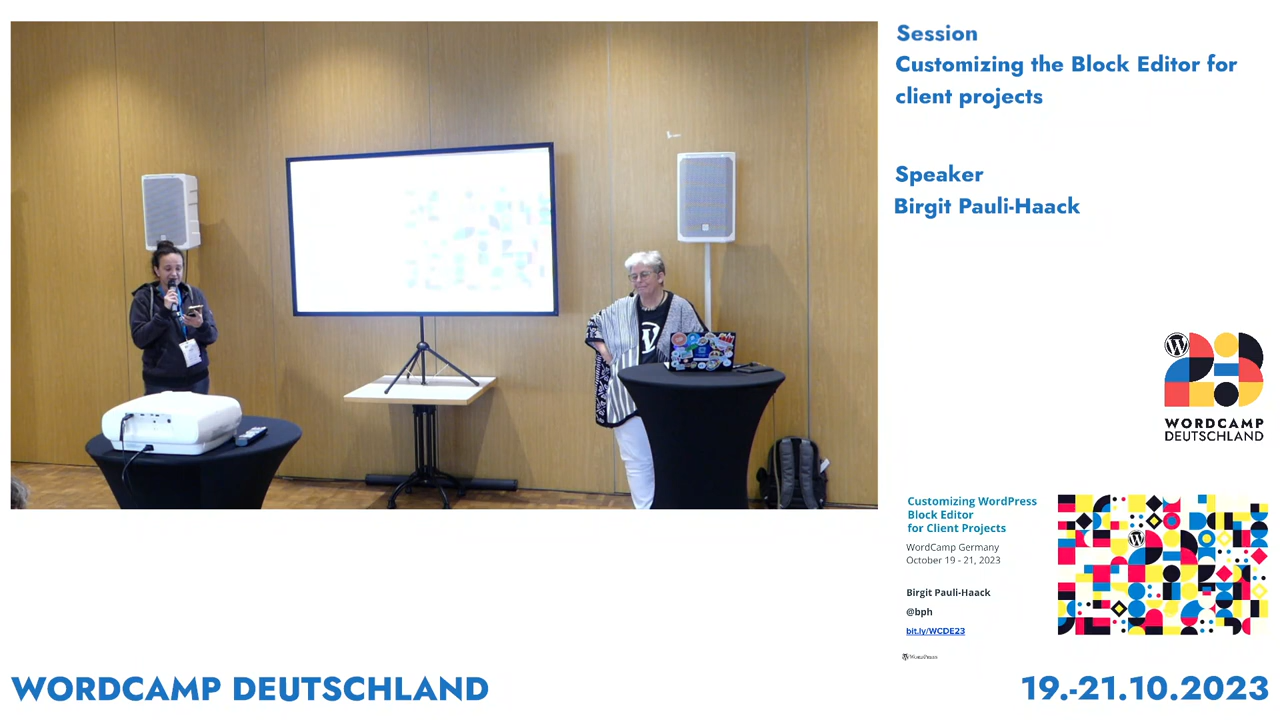 Session
Customizing the Block Editor for
client projects
Speaker
Birgit Pauli-Haack
WORDCAMP
DEUTSCHLAND
Customizing WordPress
Block Editor
for Client Projects
WordCamp Germany
October 19 - 21, 2023
Birgit Pauli-Haack
@bph
bit.ly/WCDE23
WordPress
WORDCAMP DEUTSCHLAND
19.-21.10.2023